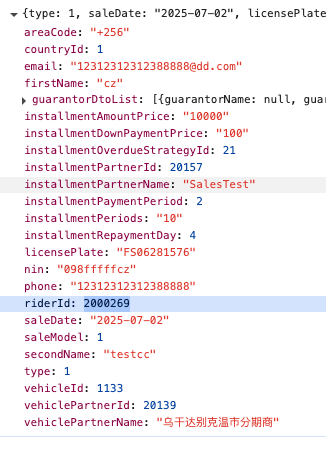 {type: 1, saleDate: "2025-07-02", licensePlate
areaCode: "+256"
countryId: 1
email: "12312312312388888@dd.com"
firstName: "cz"
guarantorDtoList: [{guarantorName: null, guar
installmentAmountPrice: "10000"
installmentDownPaymentPrice: "100"
installmentOverdueStrategyId: 21
installmentPartnerId: 20157
installmentPartnerName: "SalesTest"
installmentPaymentPeriod: 2
installmentPeriods: "10"
installmentRepaymentDay: 4
licensePlate: "FS06281576"
nin: "098fffffcz"
phone: "12312312312388888"
riderId: 2000269
saleDate: "2025-07-02"
saleModel: 1
secondName: "testcc"
type: 1
vehicleId: 1133
vehiclePartnerId: 20139
vehiclePartnerName: "乌干达别克温市分期商"